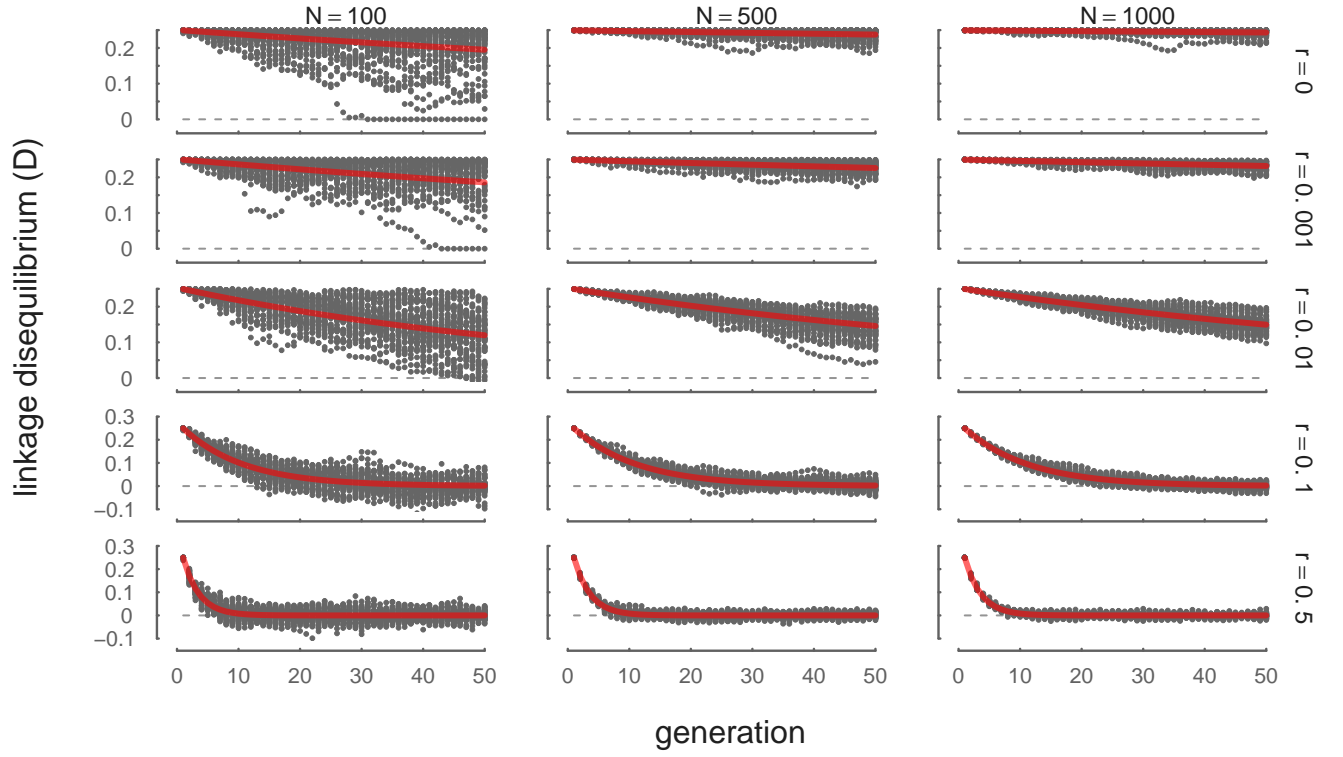 N = 100 N = 500 N = 1000
0.2
0.1
0
r = 0
0.2
0.1
0
r = 0. 001
0.2
0.1
0
r = 0. 01
0.3
0.2
0.1
0
−0.1
r = 0. 1
0.3
0.2
0.1
0
−0.1
r = 0. 5
0 10 20 30 40 50 0 10 20 30 40 50 0 10 20 30 40 50
linkage disequilibrium (D)
generation